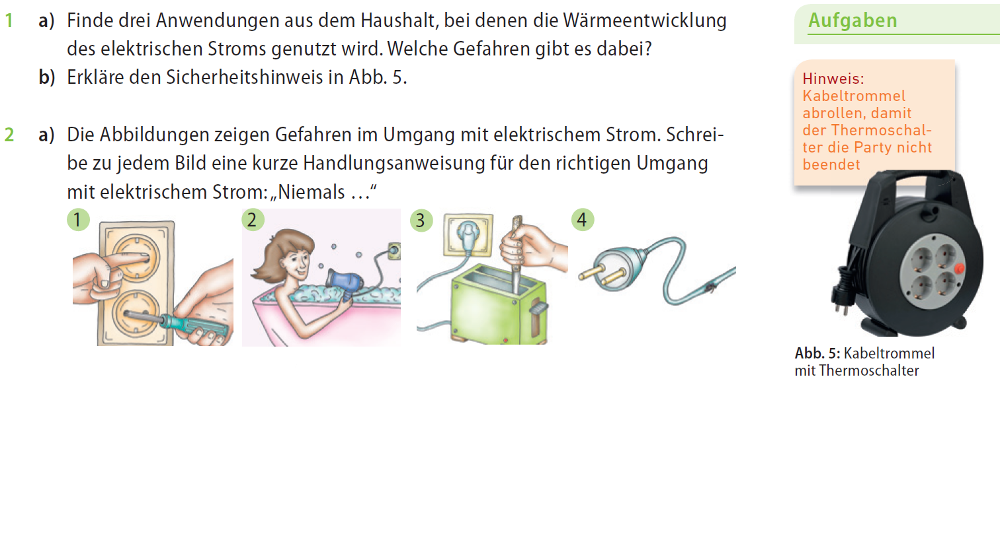 1 a) Finde drei Anwendungen aus dem Haushalt, bei denen die Wärmeentwicklung
des elektrischen Stroms genutzt wird. Welche Gefahren gibt es dabei?
b) Erkläre den Sicherheitshinweis in Abb. 5.
2 a) Die Abbildungen zeigen Gefahren im Umgang mit elektrischem Strom. Schrei-
be zu jedem Bild eine kurze Handlungsanweisung für den richtigen Umgang
mit elektrischem Strom: „Niemals …“
1
2
3
4
Aufgaben
Hinweis:
Kabeltrommel
abrollen, damit
der Thermoschal-
ter die Party nicht
beendet
Abb. 5: Kabeltrommel
mit Thermoschalter